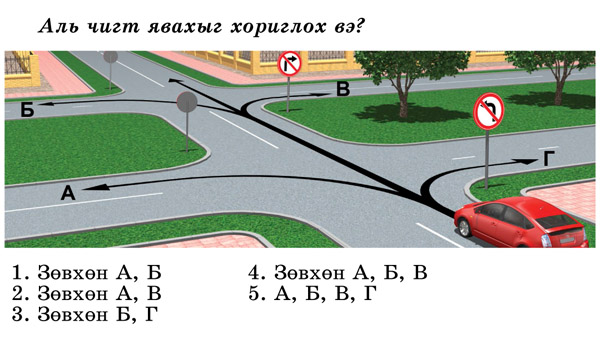 Аль чигт явахыг хориглох вэ?
Б
В
А
Г
1. Зөвхөн А, Б
2. Зөвхөн А, В
3. Зөвхөн Б, Г
4. Зөвхөн А, Б, В
5. А, Б, В, Г